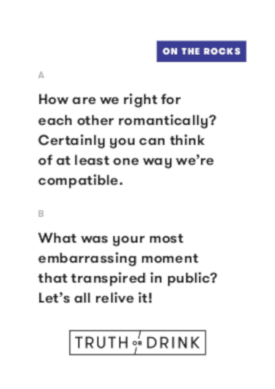 ON THE ROCKS
A
How are we right for
each other romantically?
Certainly you can think
of at least one way we're
compatible.
B
What was your most
embarrassing moment
that transpired in public?
Let's all relive it!
TRUTH OR DRINK